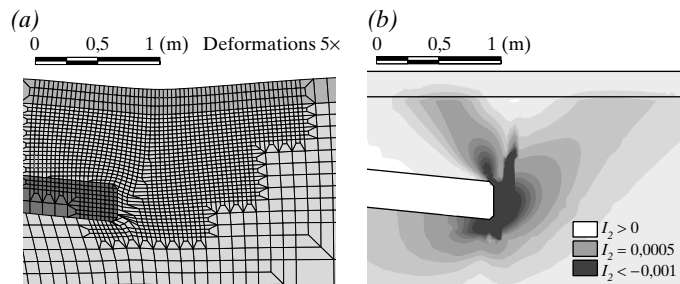 (a)
0 0,5 1 (m) Deformations 5×
(b)
0 0,5 1 (m)
I₂ > 0
I₂ = 0,0005
I₂ < −0,001